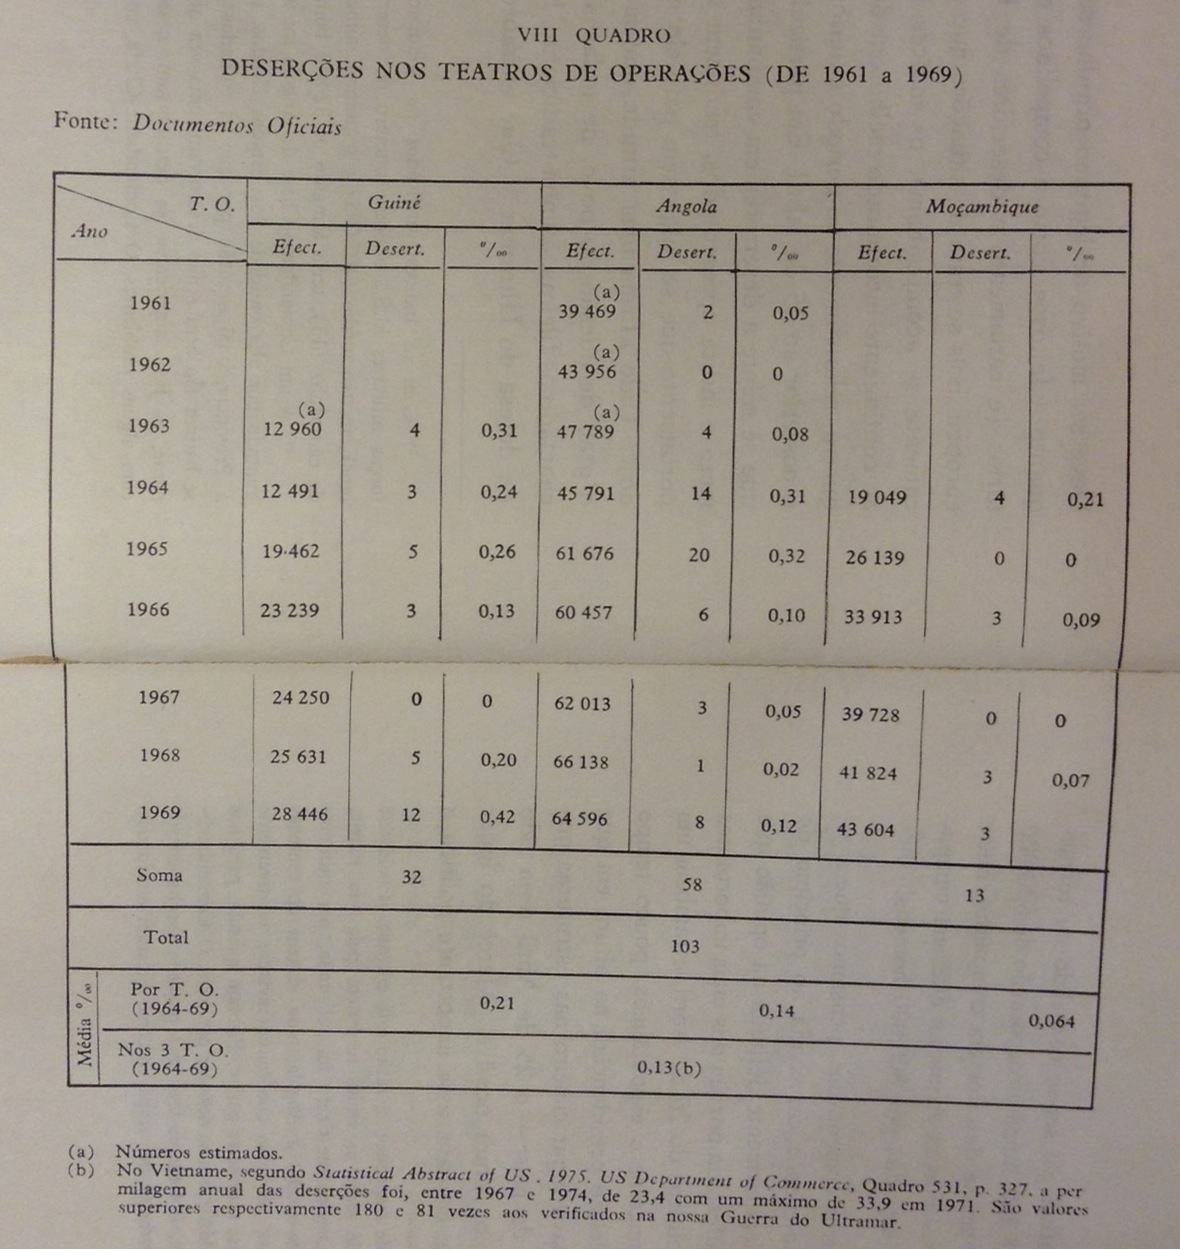 VIII QUADRO
DESERÇÕES NOS TEATROS DE OPERAÇÕES (DE 1961 a 1969)
Fonte: Documentos Oficiais
T. O. Guiné Angola Moçambique
Ano Efect. Desert. º/₀₀ Efect. Desert. º/₀₀ Efect. Desert. º/₀₀
(a)
1961 39 469 2 0,05
(a)
1962 43 956 0 0
(a) (a)
1963 12 960 4 0,31 47 789 4 0,08
1964 12 491 3 0,24 45 791 14 0,31 19 049 4 0,21
1965 19·462 5 0,26 61 676 20 0,32 26 139 0 0
1966 23 239 3 0,13 60 457 6 0,10 33 913 3 0,09
1967 24 250 0 0 62 013 3 0,05 39 728 0 0
1968 25 631 5 0,20 66 138 1 0,02 41 824 3 0,07
1969 28 446 12 0,42 64 596 8 0,12 43 604 3
Soma 32 58 13
Total 103
Média º/₀₀
Por T. O.
(1964-69) 0,21 0,14 0,064
Nos 3 T. O.
(1964-69) 0,13(b)
(a) Números estimados.
(b) No Vietname, segundo Statistical Abstract of US . 1975. US Department of Commerce, Quadro 531, p. 327, a per
milagem anual das deserções foi, entre 1967 e 1974, de 23,4 com um máximo de 33,9 em 1971. São valores
superiores respectivamente 180 e 81 vezes aos verificados na nossa Guerra do Ultramar.